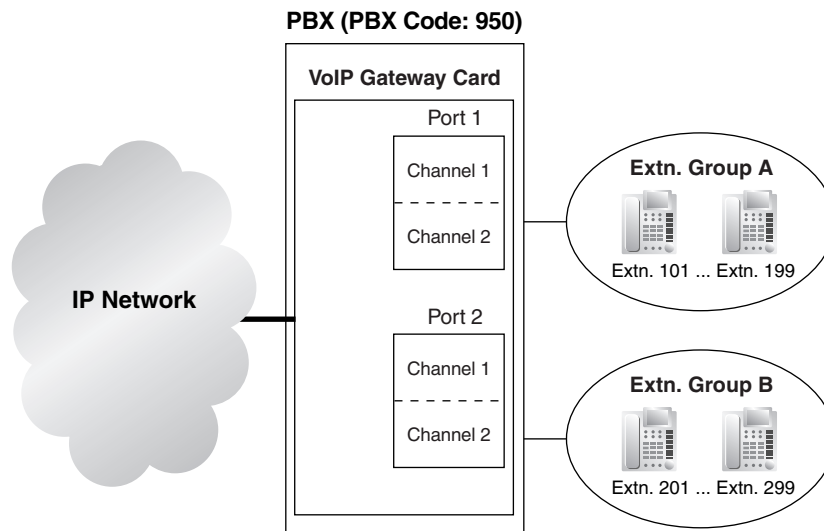 PBX (PBX Code: 950)
VoIP Gateway Card
Port 1
Channel 1
Channel 2
Extn. Group A
Extn. 101 ... Extn. 199
IP Network
Port 2
Channel 1
Channel 2
Extn. Group B
Extn. 201 ... Extn. 299